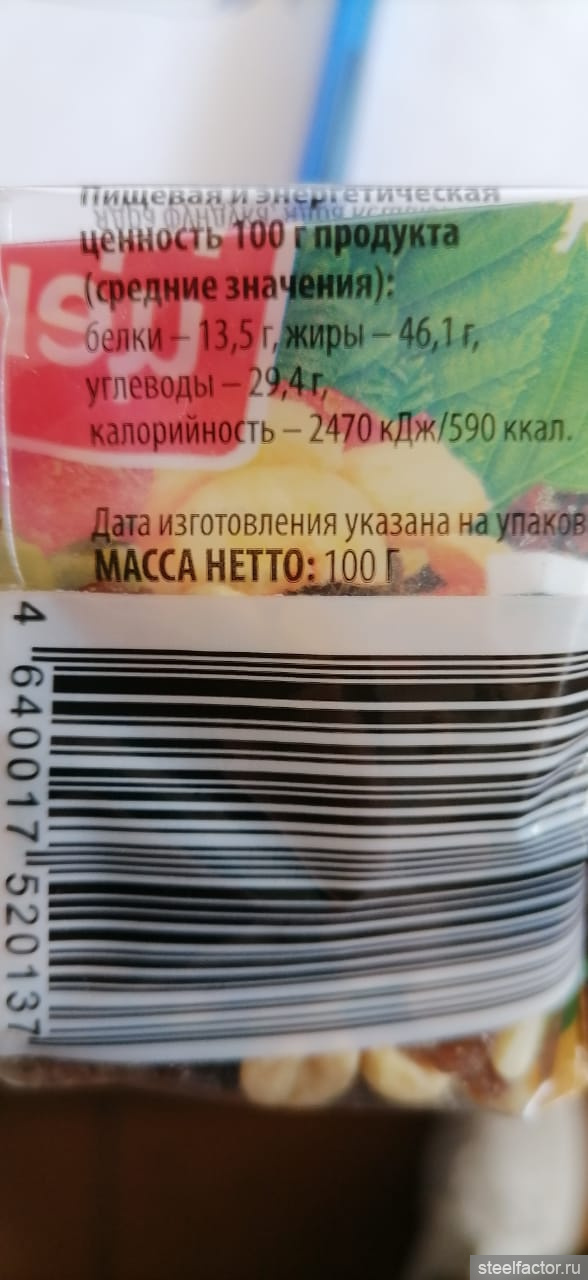 Пищевая и энергетическая
ценность 100 г продукта
(средние значения):
белки – 13,5 г, жиры – 46,1 г,
углеводы – 29,4 г,
калорийность – 2470 кДж/590 ккал.
Дата изготовления указана на упаков
МАССА НЕТТО: 100 Г
4 640017 520137
steelfactor.ru